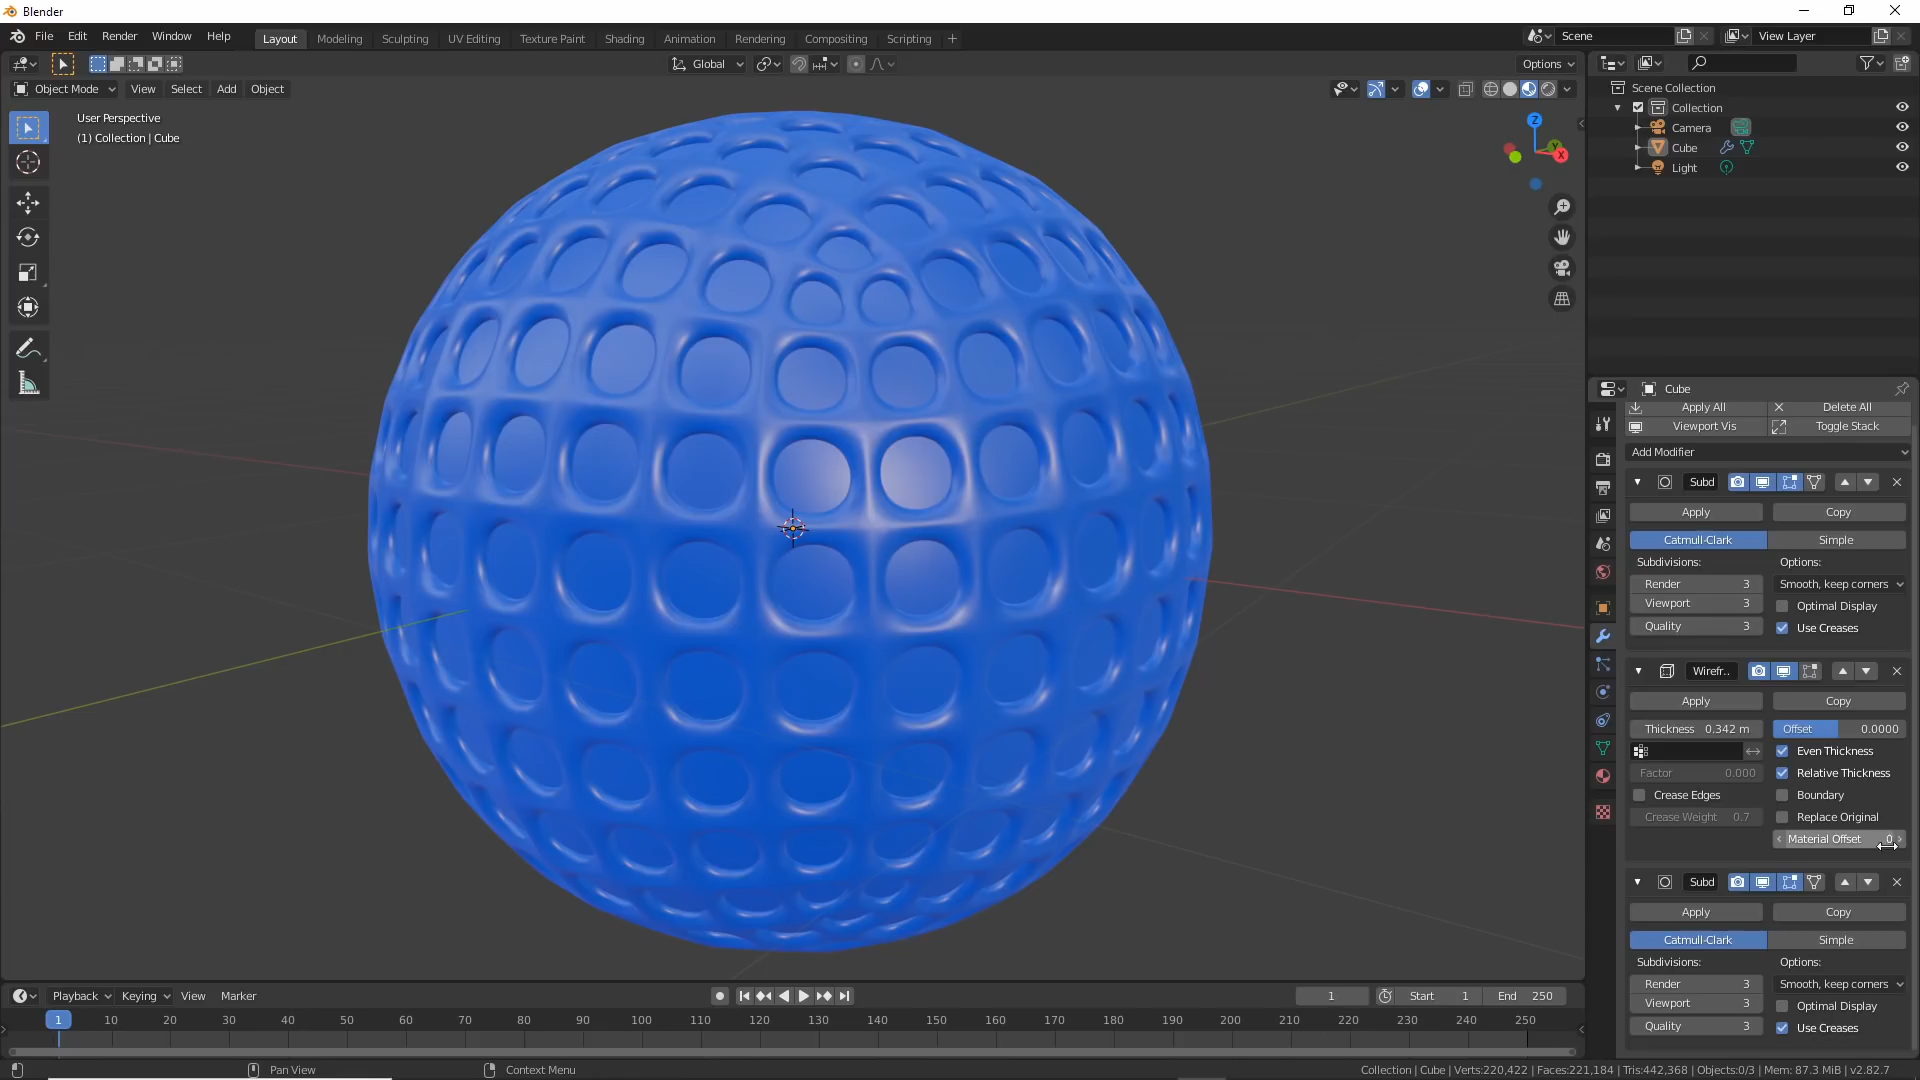 Blender
File Edit Render Window Help
Layout Modeling Sculpting UV Editing Texture Paint Shading Animation Rendering Compositing Scripting +
Scene
View Layer
Global
Options
Object Mode View Select Add Object
User Perspective
(1) Collection | Cube
Z
Y
X
Scene Collection
Collection
Camera
Cube
Light
Cube
Apply All Delete All
Viewport Vis Toggle Stack
Add Modifier
Subd
Apply Copy
Catmull-Clark Simple
Subdivisions: Options:
Render 3 Smooth, keep corners
Viewport 3 Optimal Display
Quality 3 Use Creases
Wirefr..
Apply Copy
Thickness 0.342 m Offset 0.0000
Even Thickness
Factor 0.000 Relative Thickness
Crease Edges Boundary
Crease Weight 0.7 Replace Original
Material Offset 0
Subd
Apply Copy
Catmull-Clark Simple
Subdivisions: Options:
Render 3 Smooth, keep corners
Viewport 3 Optimal Display
Quality 3 Use Creases
Playback Keying View Marker
1 Start 1 End 250
1 10 20 30 40 50 60 70 80 90 100 110 120 130 140 150 160 170 180 190 200 210 220 230 240 250
Pan View Context Menu
Collection | Cube | Verts:220,422 | Faces:221,184 | Tris:442,368 | Objects:0/3 | Mem: 87.3 MiB | v2.82.7